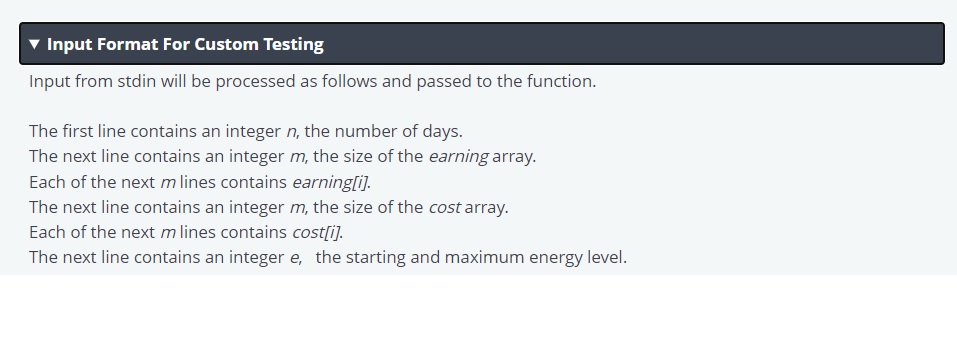 ▼ Input Format For Custom Testing
Input from stdin will be processed as follows and passed to the function.
The first line contains an integer n, the number of days.
The next line contains an integer m, the size of the earning array.
Each of the next m lines contains earning[i].
The next line contains an integer m, the size of the cost array.
Each of the next m lines contains cost[i].
The next line contains an integer e, the starting and maximum energy level.